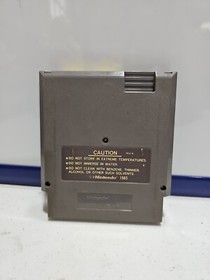 CAUTION
●DO NOT STORE IN EXTREME TEMPERATURES.
●DO NOT IMMERSE IN WATER.
●DO NOT CLEAN WITH BENZENE, THINNER,
ALCOHOL OR OTHER SUCH SOLVENTS.
©Nintendo 1985